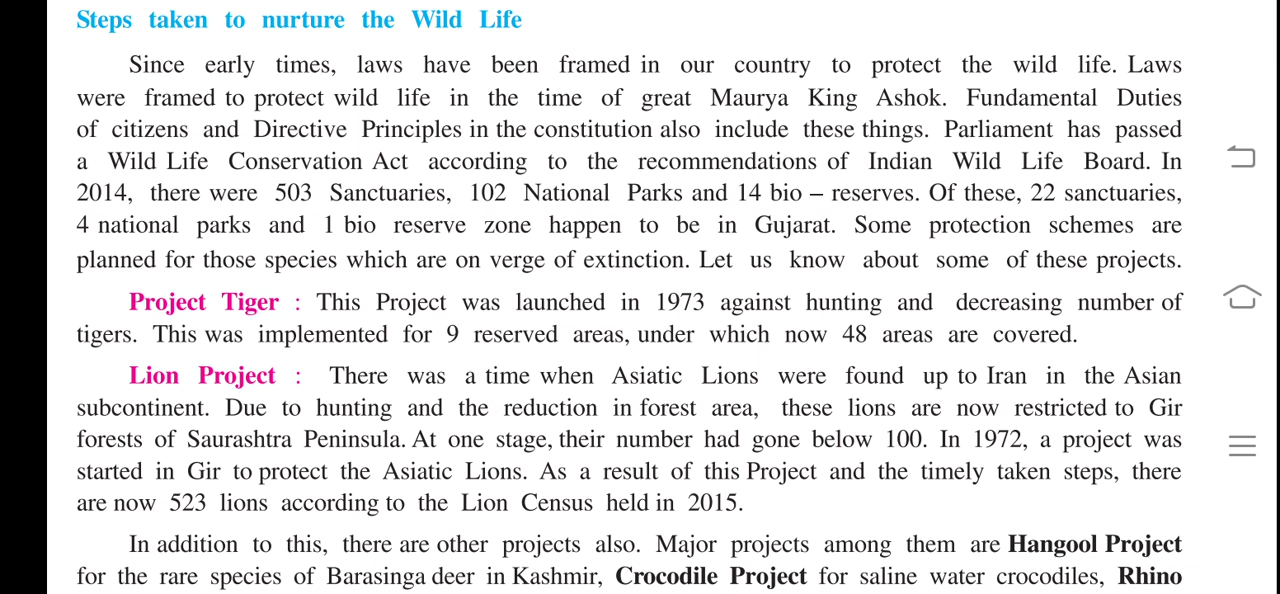 Steps taken to nurture the Wild Life
Since early times, laws have been framed in our country to protect the wild life. Laws
were framed to protect wild life in the time of great Maurya King Ashok. Fundamental Duties
of citizens and Directive Principles in the constitution also include these things. Parliament has passed
a Wild Life Conservation Act according to the recommendations of Indian Wild Life Board. In
2014, there were 503 Sanctuaries, 102 National Parks and 14 bio – reserves. Of these, 22 sanctuaries,
4 national parks and 1 bio reserve zone happen to be in Gujarat. Some protection schemes are
planned for those species which are on verge of extinction. Let us know about some of these projects.
Project Tiger : This Project was launched in 1973 against hunting and decreasing number of
tigers. This was implemented for 9 reserved areas, under which now 48 areas are covered.
Lion Project : There was a time when Asiatic Lions were found up to Iran in the Asian
subcontinent. Due to hunting and the reduction in forest area, these lions are now restricted to Gir
forests of Saurashtra Peninsula. At one stage, their number had gone below 100. In 1972, a project was
started in Gir to protect the Asiatic Lions. As a result of this Project and the timely taken steps, there
are now 523 lions according to the Lion Census held in 2015.
In addition to this, there are other projects also. Major projects among them are Hangool Project
for the rare species of Barasinga deer in Kashmir, Crocodile Project for saline water crocodiles, Rhino